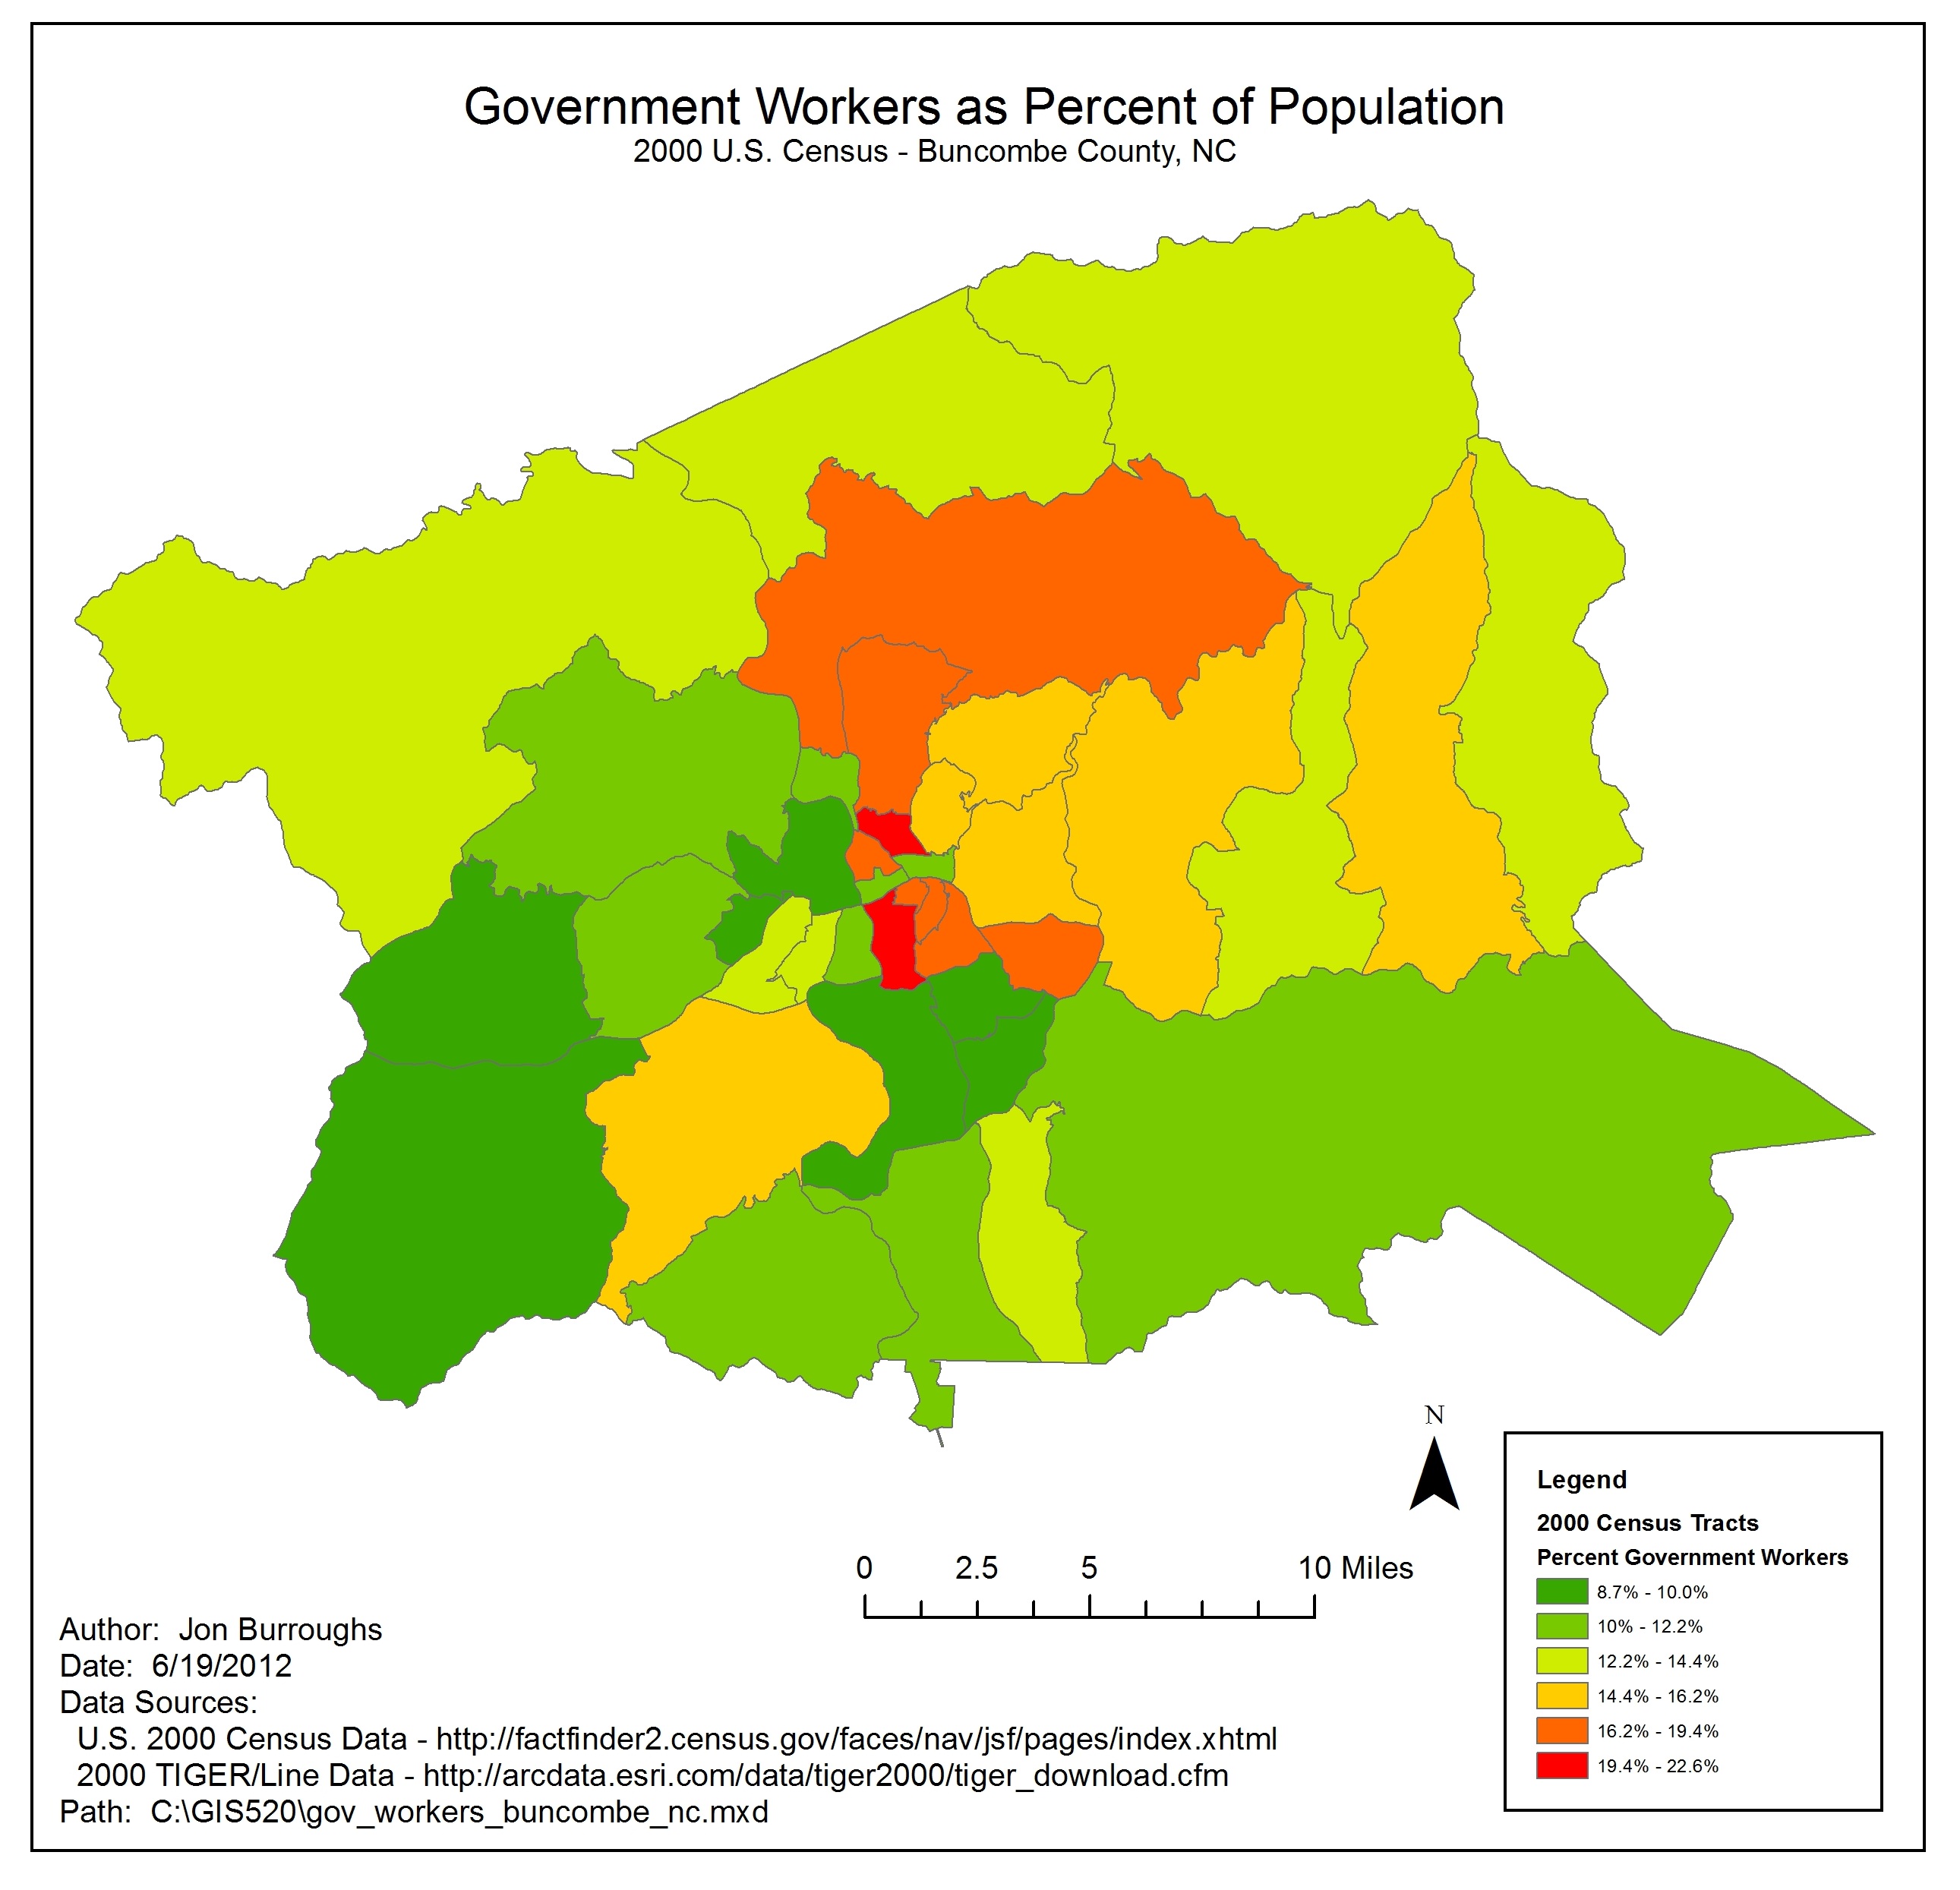 Government Workers as Percent of Population
2000 U.S. Census - Buncombe County, NC
N
Legend
2000 Census Tracts
Percent Government Workers
8.7% - 10.0%
10% - 12.2%
12.2% - 14.4%
14.4% - 16.2%
16.2% - 19.4%
19.4% - 22.6%
0 2.5 5 10 Miles
Author: Jon Burroughs
Date: 6/19/2012
Data Sources:
U.S. 2000 Census Data - http://factfinder2.census.gov/faces/nav/jsf/pages/index.xhtml
2000 TIGER/Line Data - http://arcdata.esri.com/data/tiger2000/tiger_download.cfm
Path: C:\GIS520\gov_workers_buncombe_nc.mxd